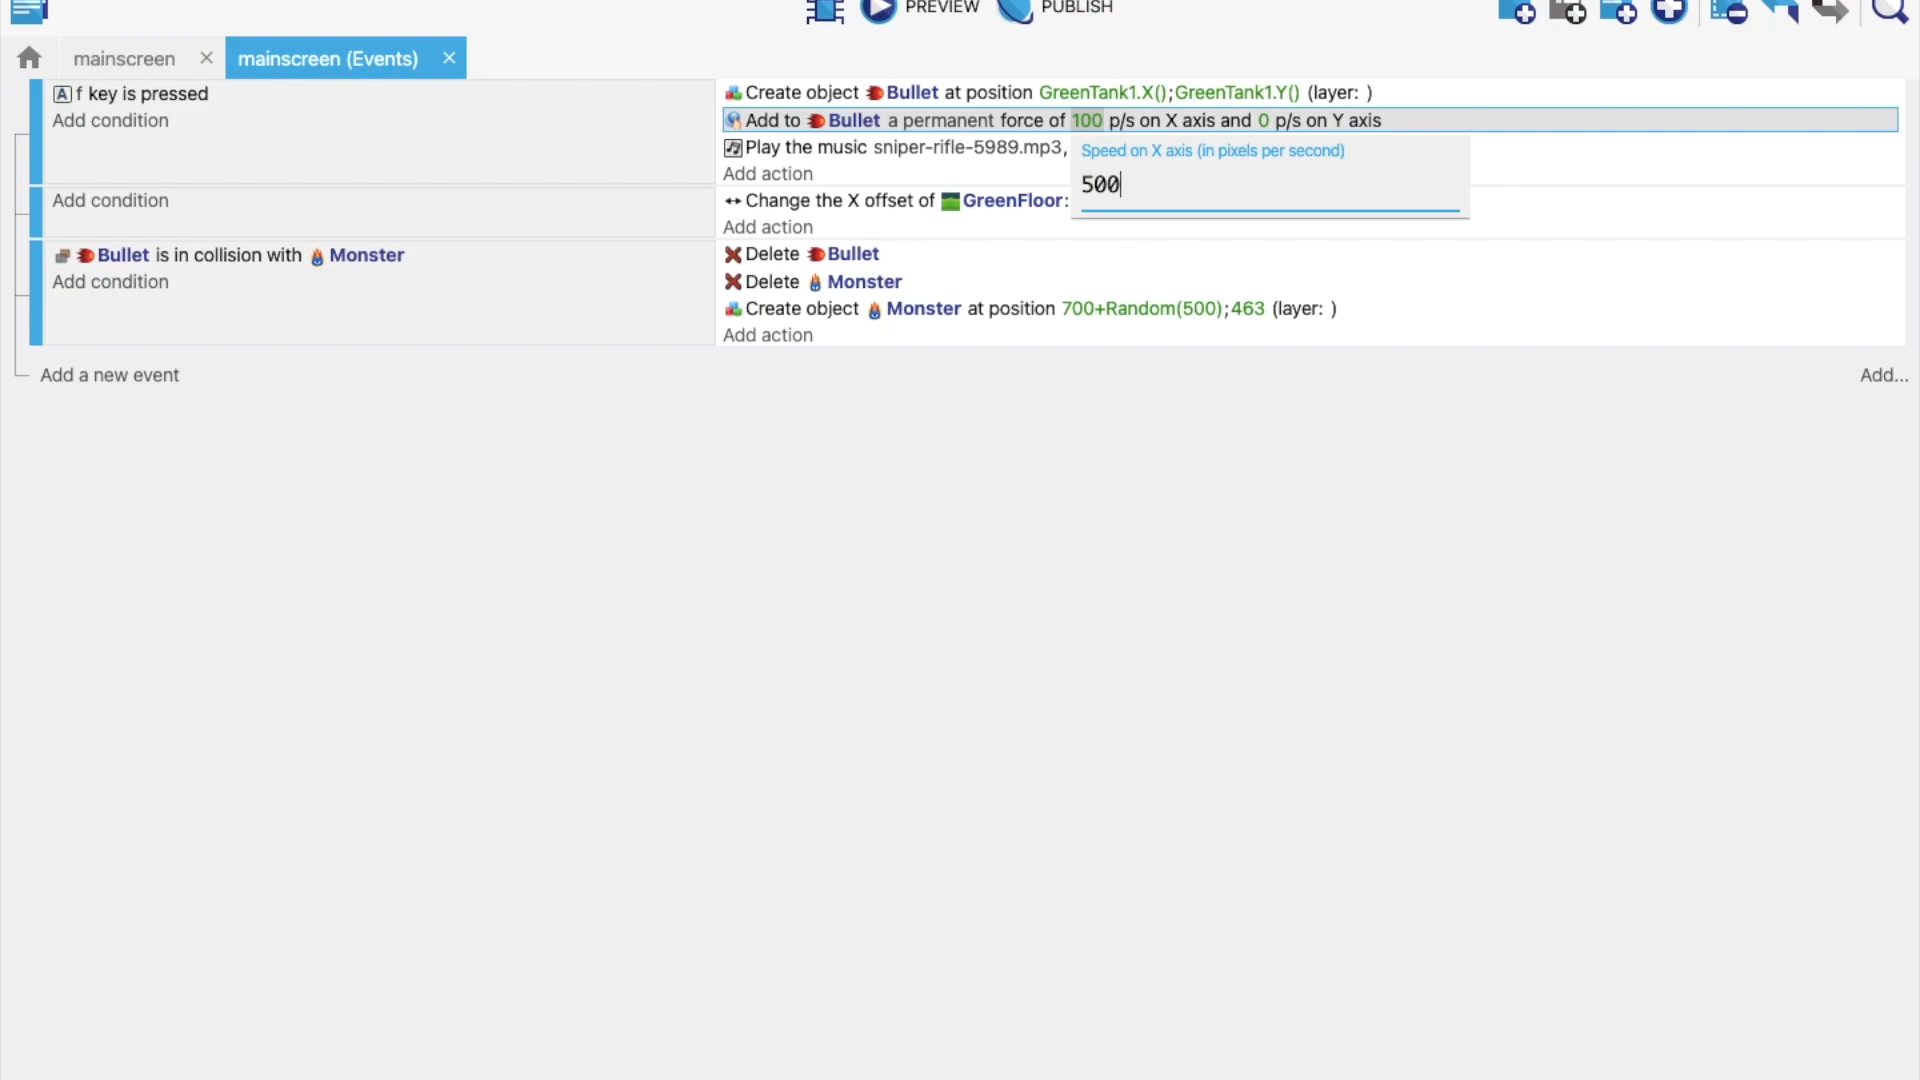 PREVIEW PUBLISH
mainscreen mainscreen (Events)
A f key is pressed
Add condition
Create object Bullet at position GreenTank1.X();GreenTank1.Y() (layer: )
Add to Bullet a permanent force of 100 p/s on X axis and 0 p/s on Y axis
Play the music sniper-rifle-5989.mp3,
Speed on X axis (in pixels per second)
500
Add action
Add condition
Change the X offset of GreenFloor:
Add action
Bullet is in collision with Monster
Add condition
Delete Bullet
Delete Monster
Create object Monster at position 700+Random(500);463 (layer: )
Add action
Add a new event
Add...